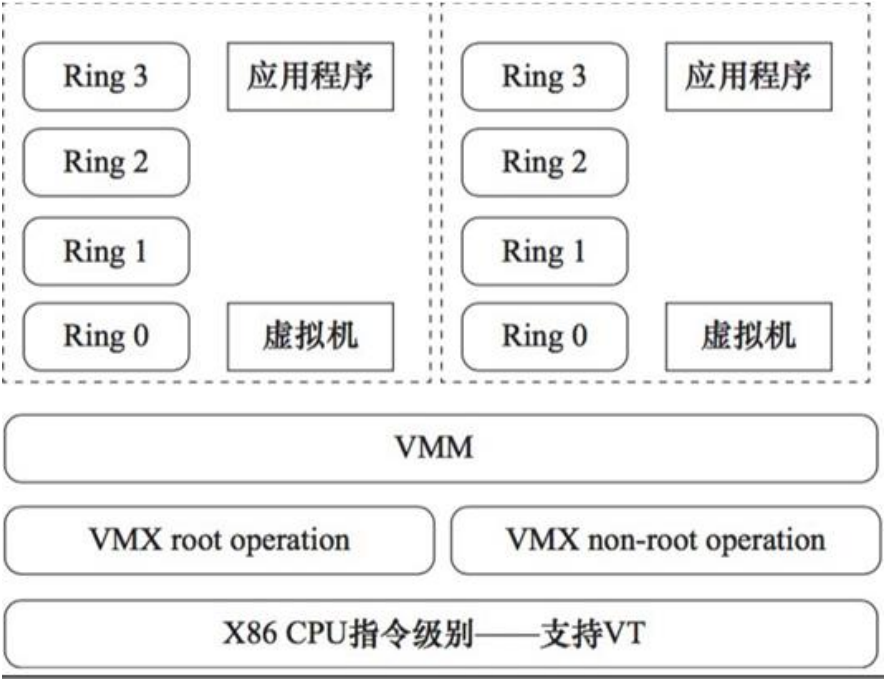 Ring 3 应用程序 Ring 3 应用程序
Ring 2 Ring 2
Ring 1 Ring 1
Ring 0 虚拟机 Ring 0 虚拟机
VMM
VMX root operation VMX non-root operation
X86 CPU指令级别——支持VT